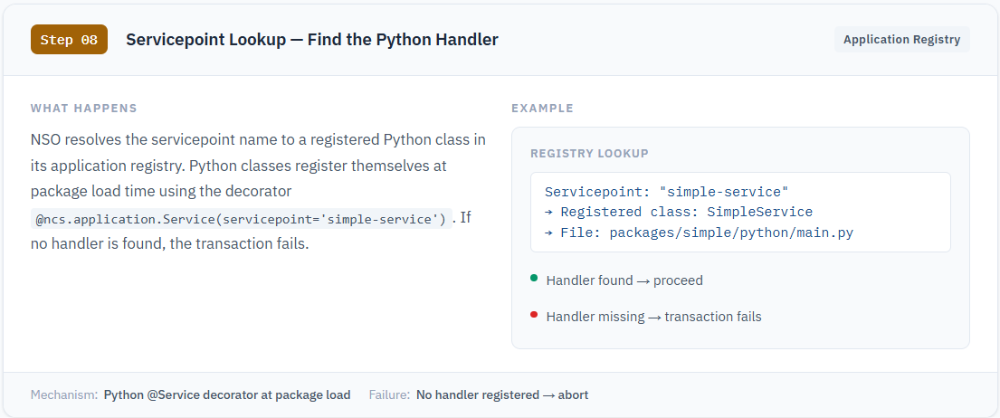 Step 08
Servicepoint Lookup — Find the Python Handler
Application Registry
WHAT HAPPENS
NSO resolves the servicepoint name to a registered Python class in
its application registry. Python classes register themselves at
package load time using the decorator
@ncs.application.Service(servicepoint='simple-service') . If
no handler is found, the transaction fails.
EXAMPLE
REGISTRY LOOKUP
Servicepoint: "simple-service"
→ Registered class: SimpleService
→ File: packages/simple/python/main.py
Handler found → proceed
Handler missing → transaction fails
Mechanism: Python @Service decorator at package load Failure: No handler registered → abort